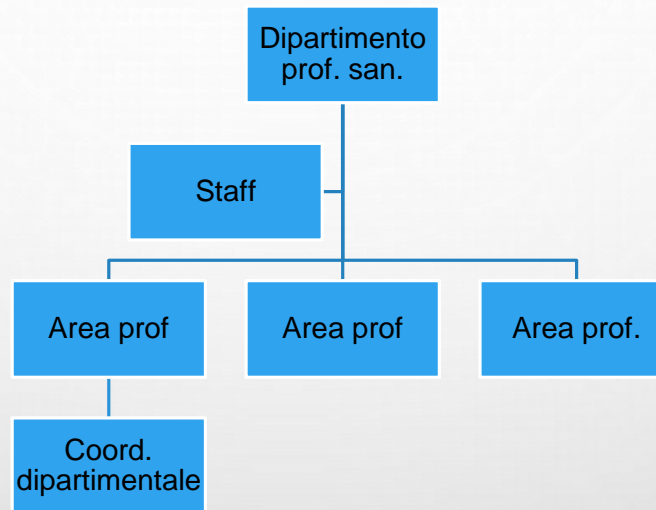 Dipartimento
prof. san.
Staff
Area prof
Area prof
Area prof.
Coord.
dipartimentale